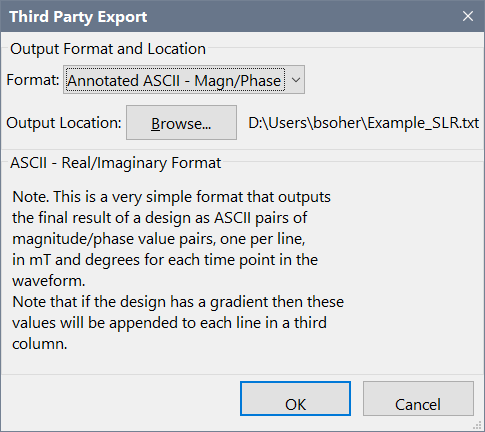 Third Party Export
Output Format and Location
Format: Annotated ASCII - Magn/Phase
Output Location: Browse... D:\Users\bsoher\Example_SLR.txt
ASCII - Real/Imaginary Format
Note. This is a very simple format that outputs
the final result of a design as ASCII pairs of
magnitude/phase value pairs, one per line,
in mT and degrees for each time point in the
waveform.
Note that if the design has a gradient then these
values will be appended to each line in a third
column.
OK Cancel